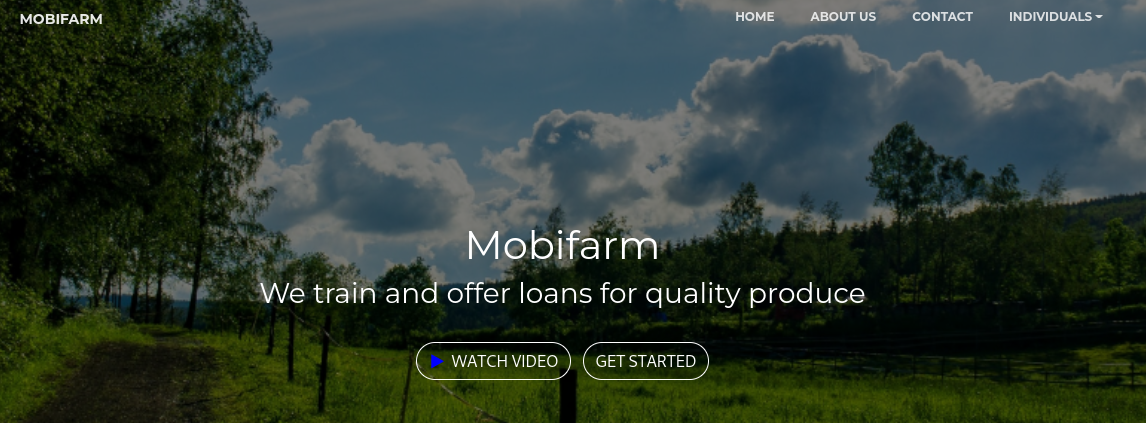 MOBIFARM
HOME ABOUT US CONTACT INDIVIDUALS
Mobifarm
We train and offer loans for quality produce
WATCH VIDEO GET STARTED